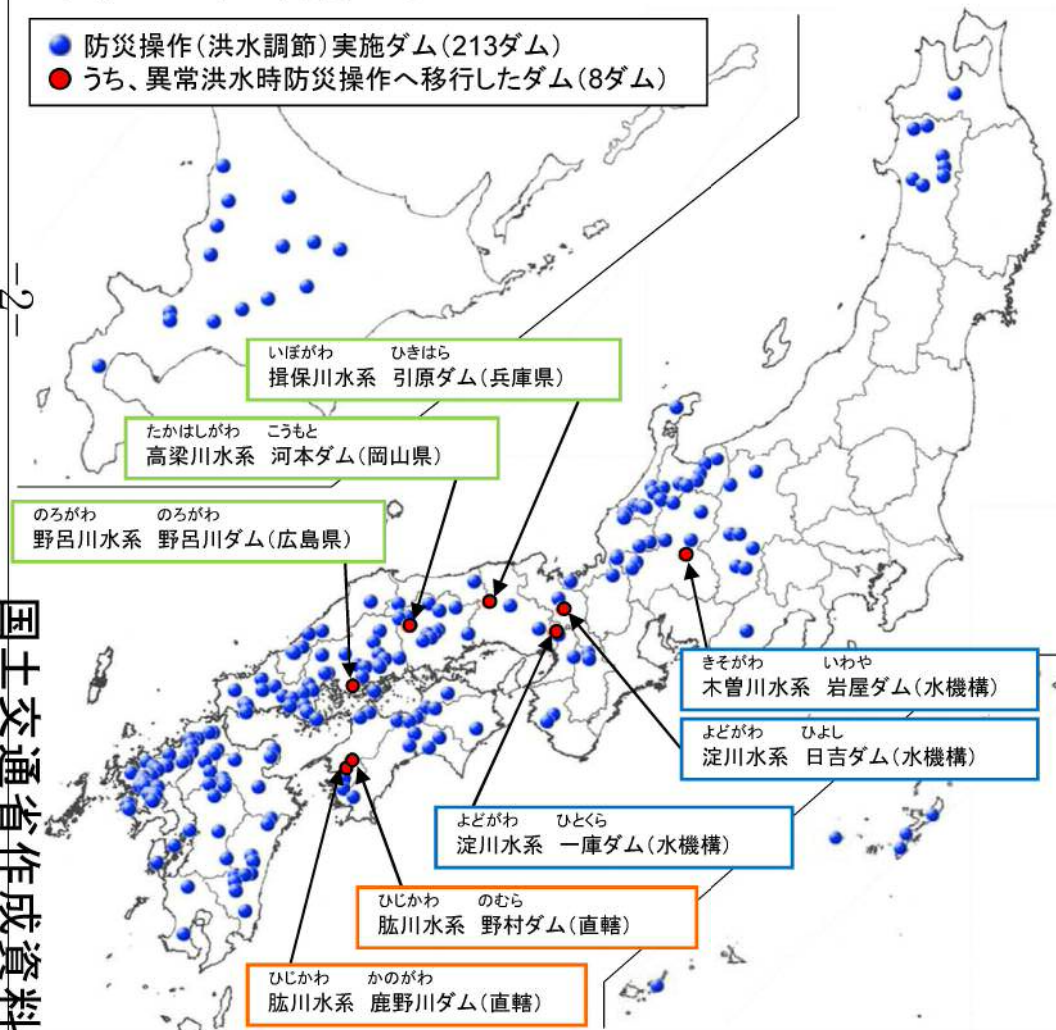 防災操作(洪水調節)実施ダム(213ダム)
うち、異常洪水時防災操作へ移行したダム(8ダム)
-2-
いぼがわ ひきはら
揖保川水系 引原ダム(兵庫県)
たかはしがわ こうもと
高梁川水系 河本ダム(岡山県)
のろがわ のろがわ
野呂川水系 野呂川ダム(広島県)
きそがわ いわや
木曽川水系 岩屋ダム(水機構)
よどがわ ひよし
淀川水系 日吉ダム(水機構)
よどがわ ひとくら
淀川水系 一庫ダム(水機構)
ひじかわ のむら
肱川水系 野村ダム(直轄)
ひじかわ かのがわ
肱川水系 鹿野川ダム(直轄)
国土交通省作成資料